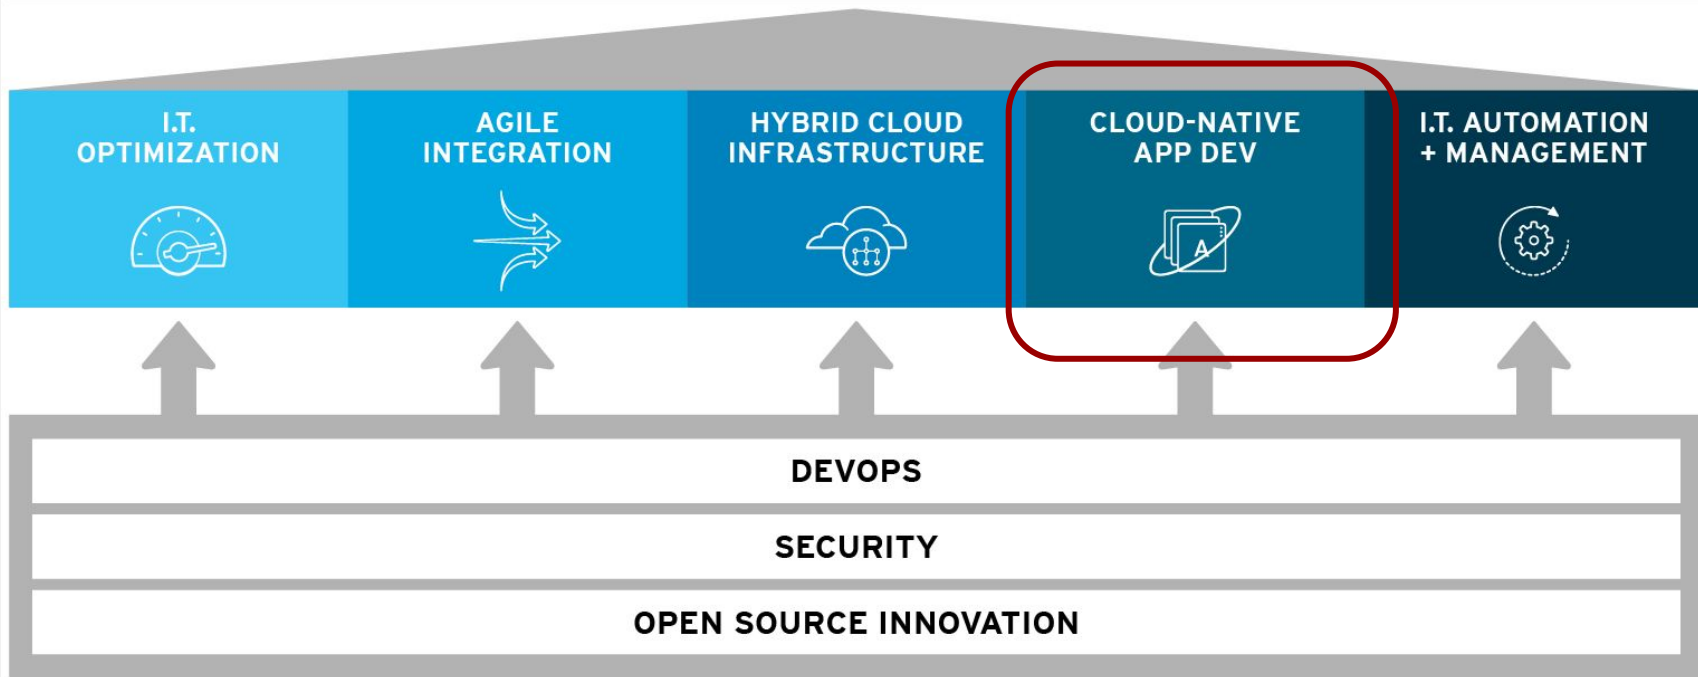 I.T.
OPTIMIZATION
AGILE
INTEGRATION
HYBRID CLOUD
INFRASTRUCTURE
CLOUD-NATIVE
APP DEV
I.T. AUTOMATION
+ MANAGEMENT
A
DEVOPS
SECURITY
OPEN SOURCE INNOVATION